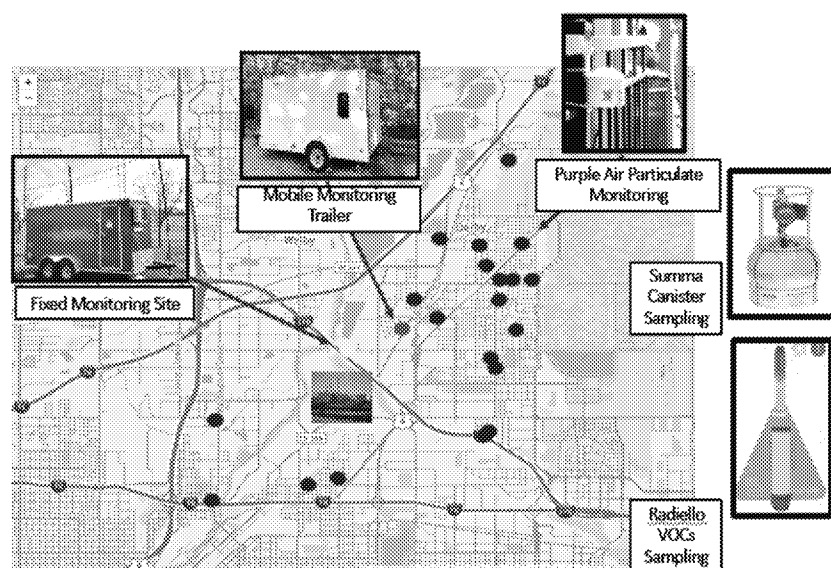 Mobile Monitoring
Trailer
Purple Air Particulate
Monitoring
Fixed Monitoring Site
Summa
Canister
Sampling
Radiello
VOCs
Sampling